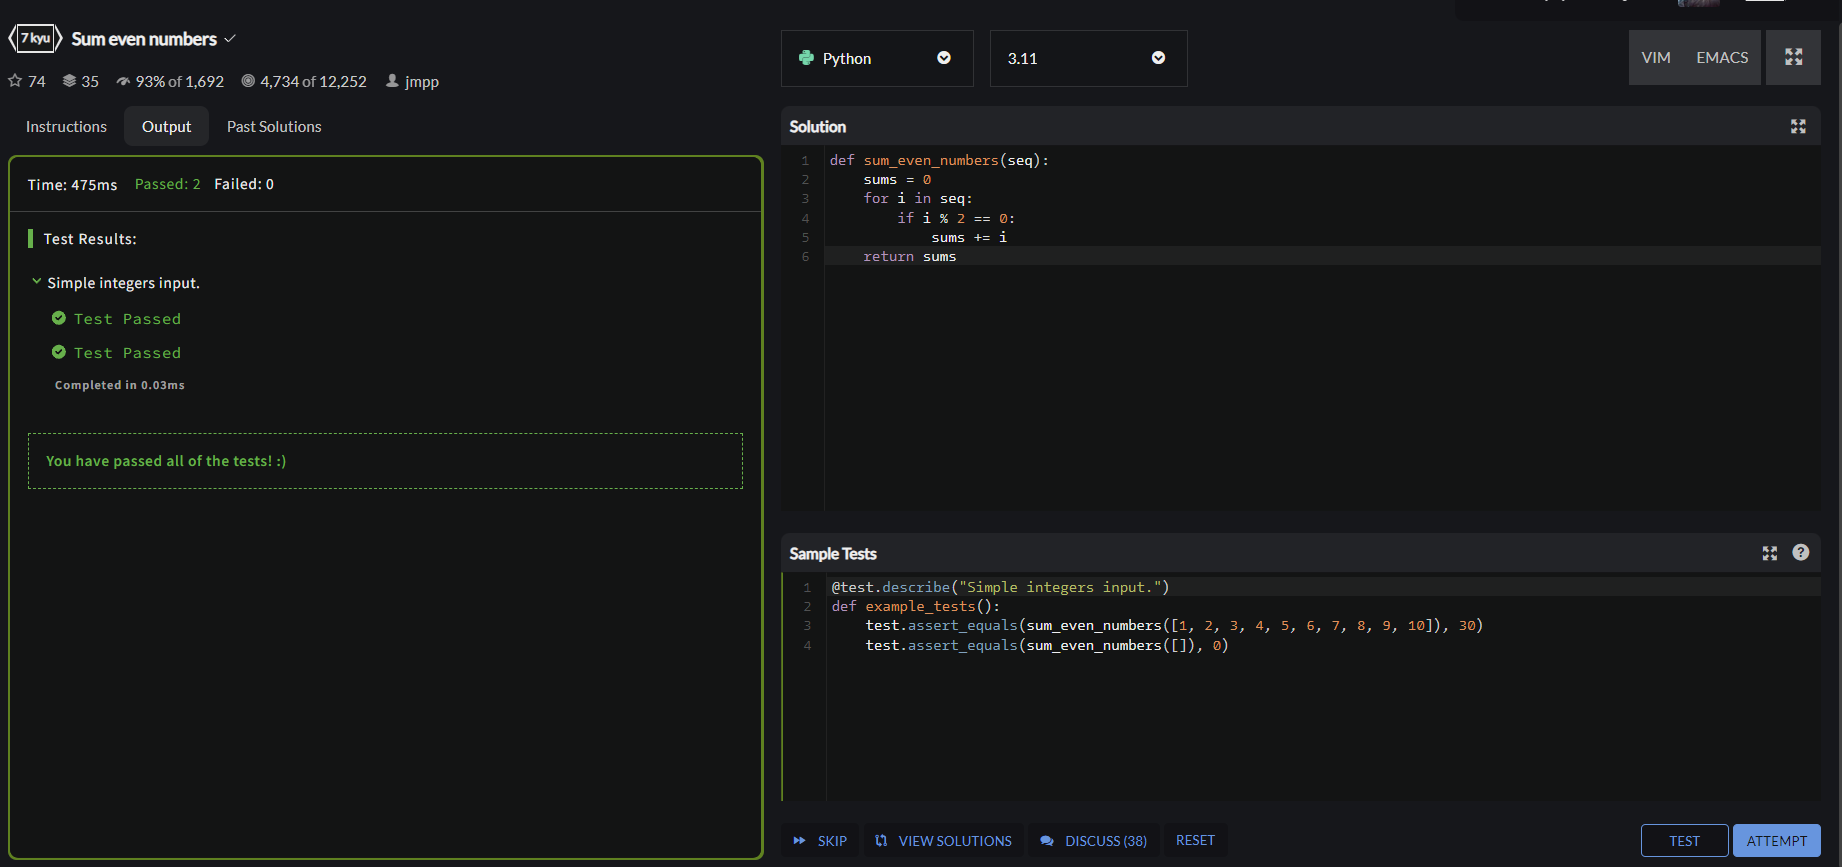 7 kyu Sum even numbers
74 35 93% of 1,692 4,734 of 12,252 jmpp
Instructions Output Past Solutions
Time: 475ms Passed: 2 Failed: 0
Test Results:
Simple integers input.
Test Passed
Test Passed
Completed in 0.03ms
You have passed all of the tests! :)
Python 3.11 VIM EMACS
Solution
1 def sum_even_numbers(seq):
2     sums = 0
3     for i in seq:
4         if i % 2 == 0:
5             sums += i
6     return sums
Sample Tests ?
1 @test.describe("Simple integers input.")
2 def example_tests():
3     test.assert_equals(sum_even_numbers([1, 2, 3, 4, 5, 6, 7, 8, 9, 10]), 30)
4     test.assert_equals(sum_even_numbers([]), 0)
SKIP VIEW SOLUTIONS DISCUSS (38) RESET TEST ATTEMPT